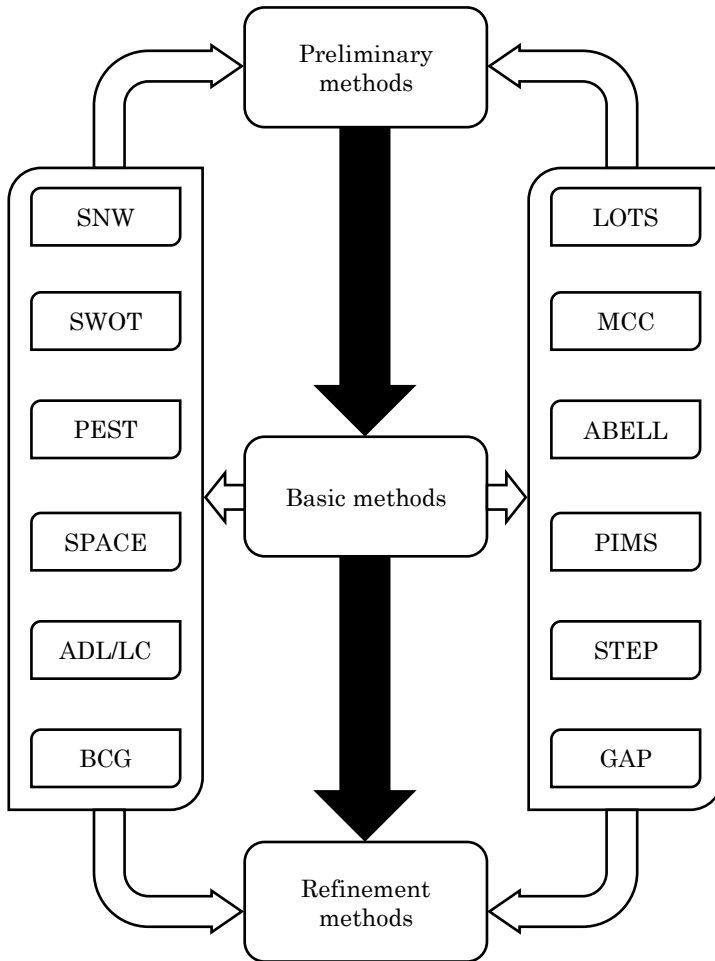 Preliminary
methods
SNW
LOTS
SWOT
MCC
PEST
ABELL
Basic methods
SPACE
PIMS
ADL/LC
STEP
BCG
GAP
Refinement
methods